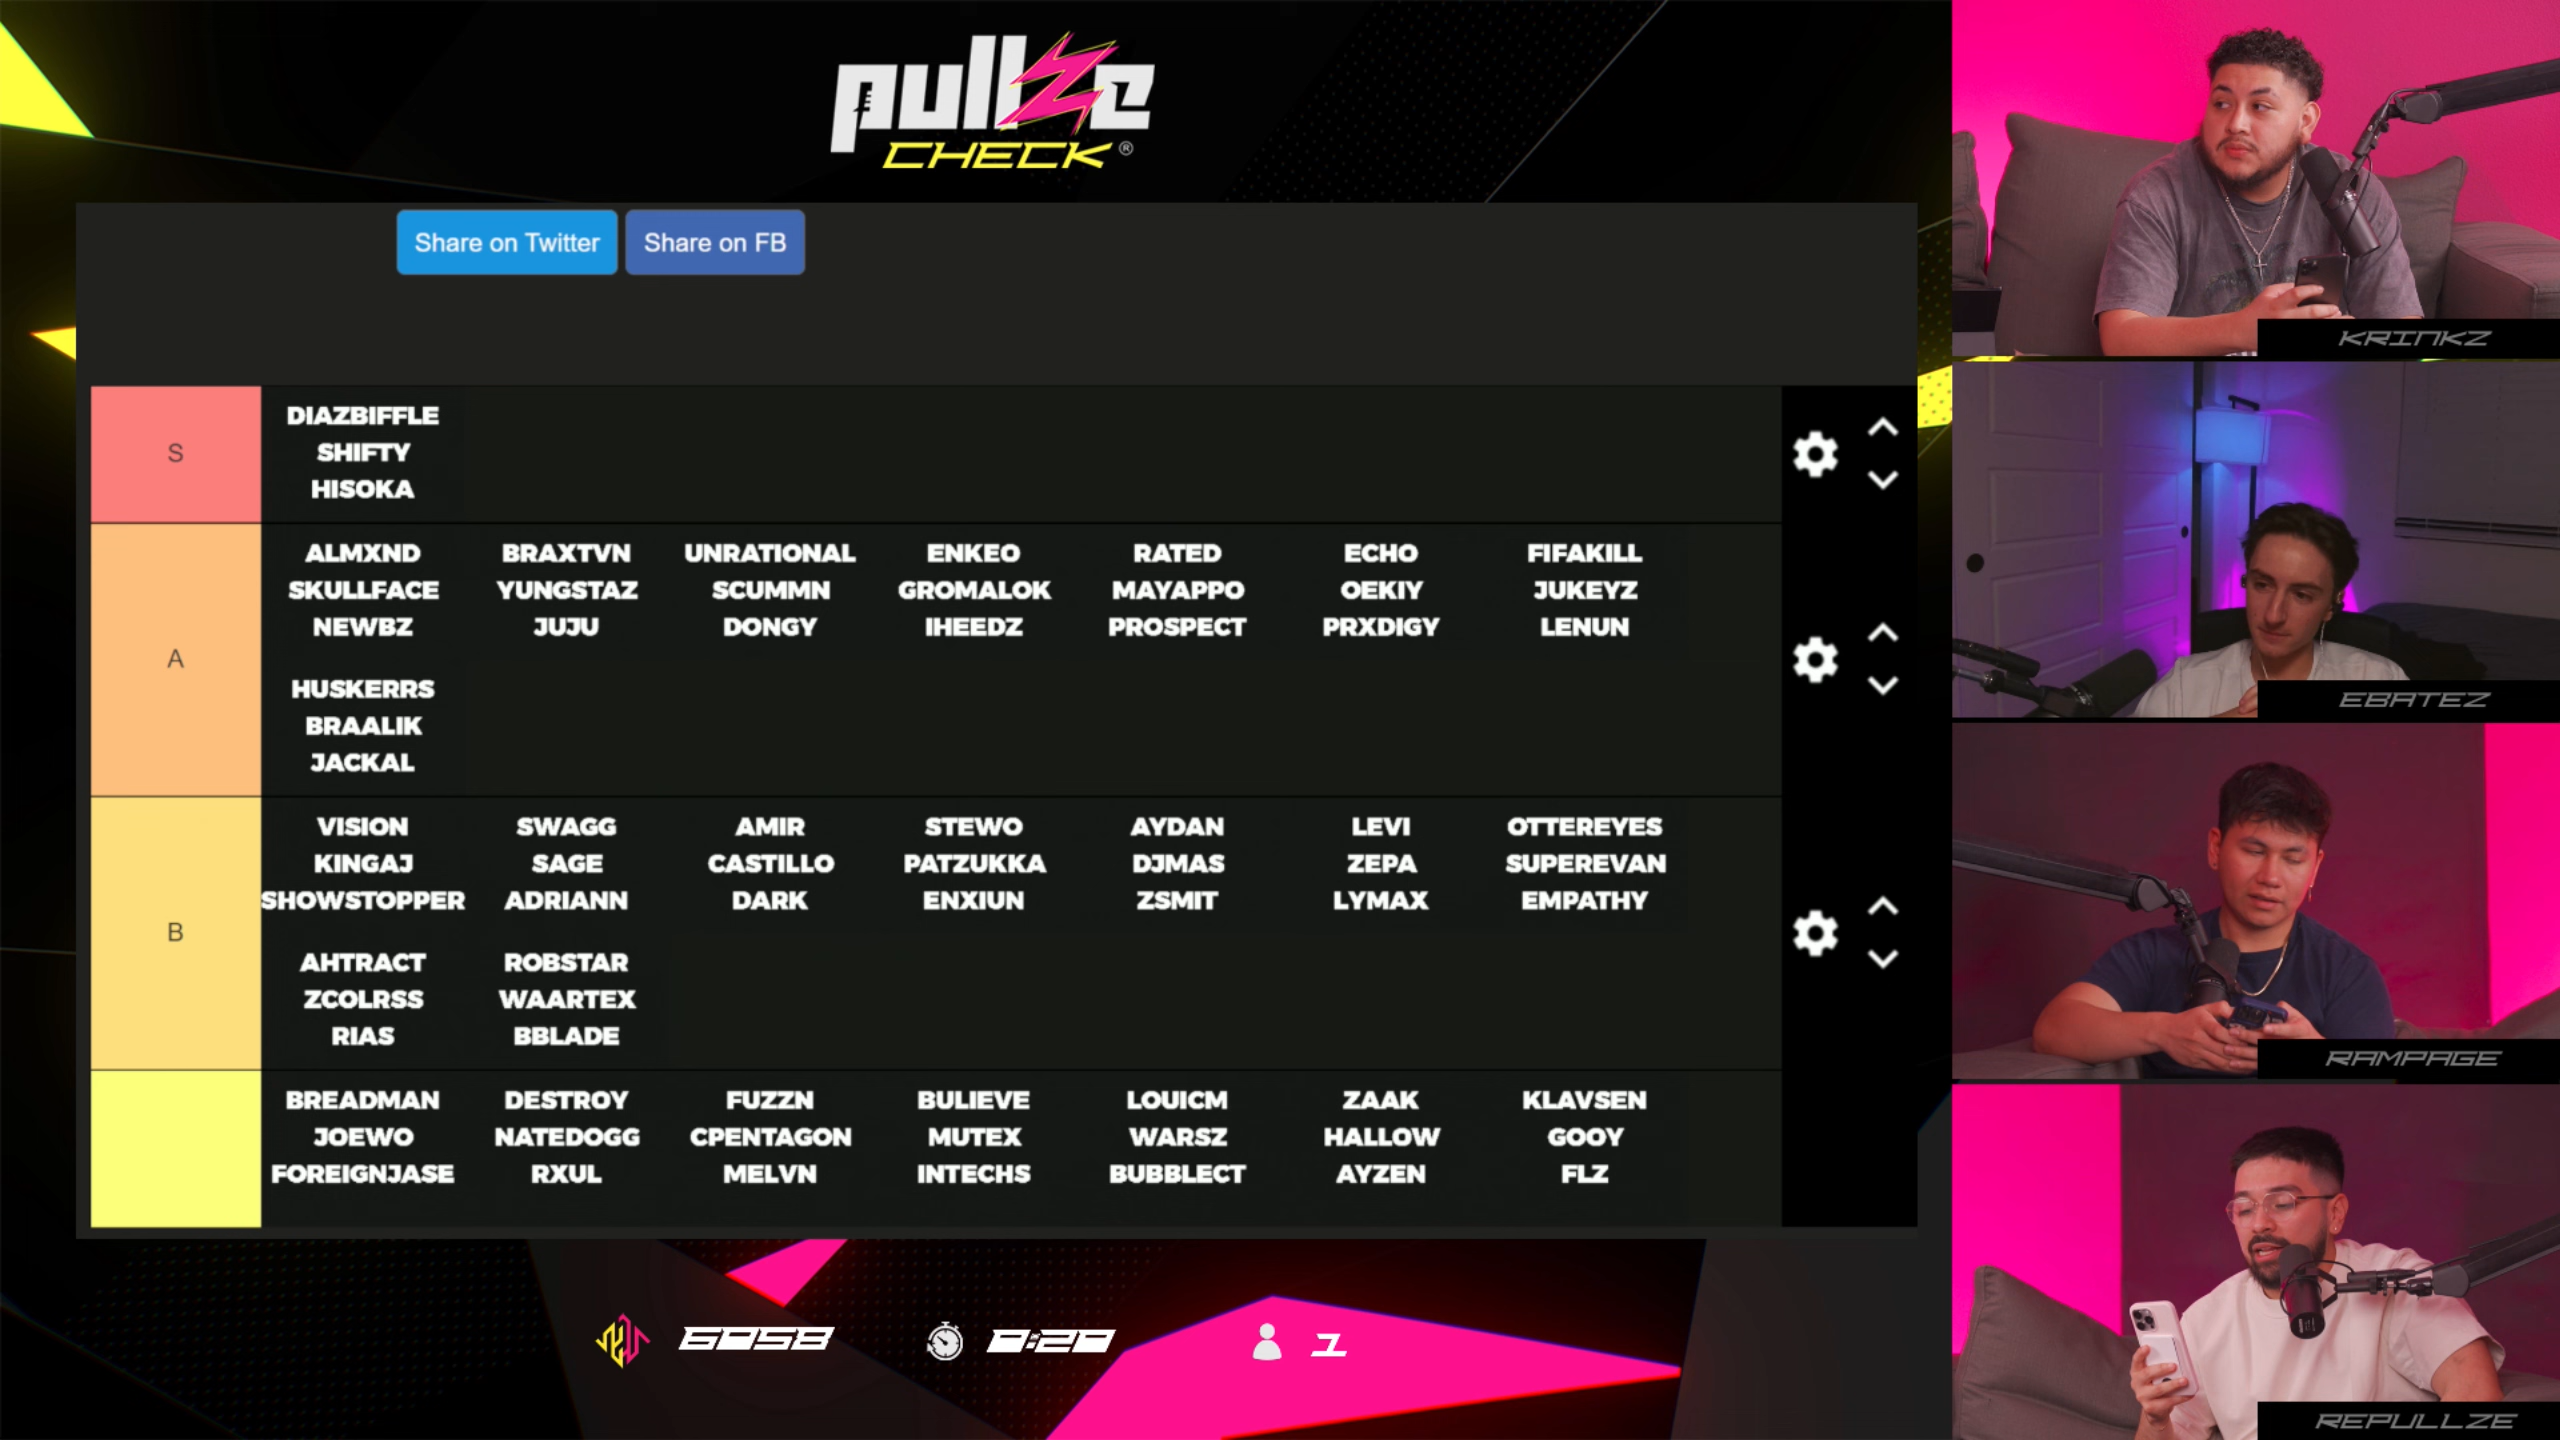 pullze
CHECK®
Share on Twitter
Share on FB
S
DIAZBIFFLE
SHIFTY
HISOKA
A
ALMXND
SKULLFACE
NEWBZ
BRAXTVN
YUNGSTAZ
JUJU
UNRATIONAL
SCUMMN
DONGY
ENKEO
GROMALOK
IHEEDZ
RATED
MAYAPPO
PROSPECT
ECHO
OEKIY
PRXDIGY
FIFAKILL
JUKEYZ
LENUN
HUSKERRS
BRAALIK
JACKAL
B
VISION
KINGAJ
SHOWSTOPPER
SWAGG
SAGE
ADRIANN
AMIR
CASTILLO
DARK
STEWO
PATZUKKA
ENXIUN
AYDAN
DJMAS
ZSMIT
LEVI
ZEPA
LYMAX
OTTEREYES
SUPEREVAN
EMPATHY
AHTRACT
ZCOLRSS
RIAS
ROBSTAR
WAARTEX
BBLADE
BREADMAN
JOEWO
FOREIGNJASE
DESTROY
NATEDOGG
RXUL
FUZZN
CPENTAGON
MELVN
BULIEVE
MUTEX
INTECHS
LOUICM
WARSZ
BUBBLECT
ZAAK
HALLOW
AYZEN
KLAVSEN
GOOY
FLZ
6058
0:20
1
KRINKZ
EBATEZ
RAMPAGE
REPULLZE